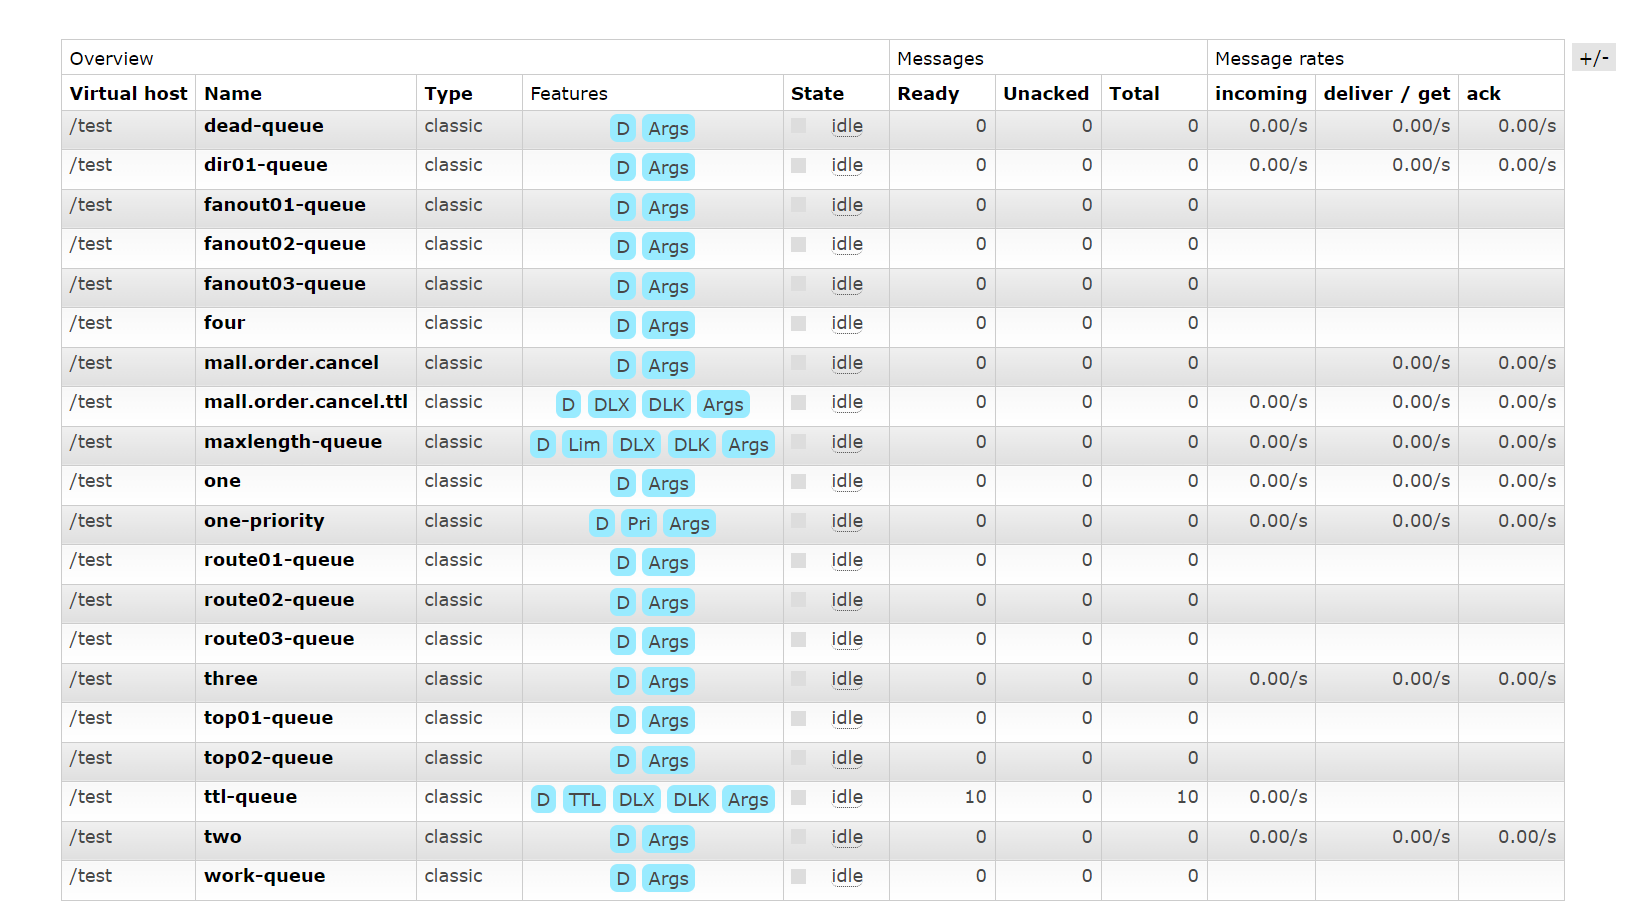 Overview Messages Message rates +/-
Virtual host Name Type Features State Ready Unacked Total incoming deliver / get ack
/test dead-queue classic D Args idle 0 0 0 0.00/s 0.00/s 0.00/s
/test dir01-queue classic D Args idle 0 0 0 0.00/s 0.00/s 0.00/s
/test fanout01-queue classic D Args idle 0 0 0
/test fanout02-queue classic D Args idle 0 0 0
/test fanout03-queue classic D Args idle 0 0 0
/test four classic D Args idle 0 0 0
/test mall.order.cancel classic D Args idle 0 0 0 0.00/s 0.00/s
/test mall.order.cancel.ttl classic D DLX DLK Args idle 0 0 0 0.00/s 0.00/s 0.00/s
/test maxlength-queue classic D Lim DLX DLK Args idle 0 0 0 0.00/s 0.00/s 0.00/s
/test one classic D Args idle 0 0 0 0.00/s 0.00/s 0.00/s
/test one-priority classic D Pri Args idle 0 0 0 0.00/s 0.00/s 0.00/s
/test route01-queue classic D Args idle 0 0 0
/test route02-queue classic D Args idle 0 0 0
/test route03-queue classic D Args idle 0 0 0
/test three classic D Args idle 0 0 0 0.00/s 0.00/s 0.00/s
/test top01-queue classic D Args idle 0 0 0
/test top02-queue classic D Args idle 0 0 0
/test ttl-queue classic D TTL DLX DLK Args idle 10 0 10 0.00/s
/test two classic D Args idle 0 0 0 0.00/s 0.00/s 0.00/s
/test work-queue classic D Args idle 0 0 0